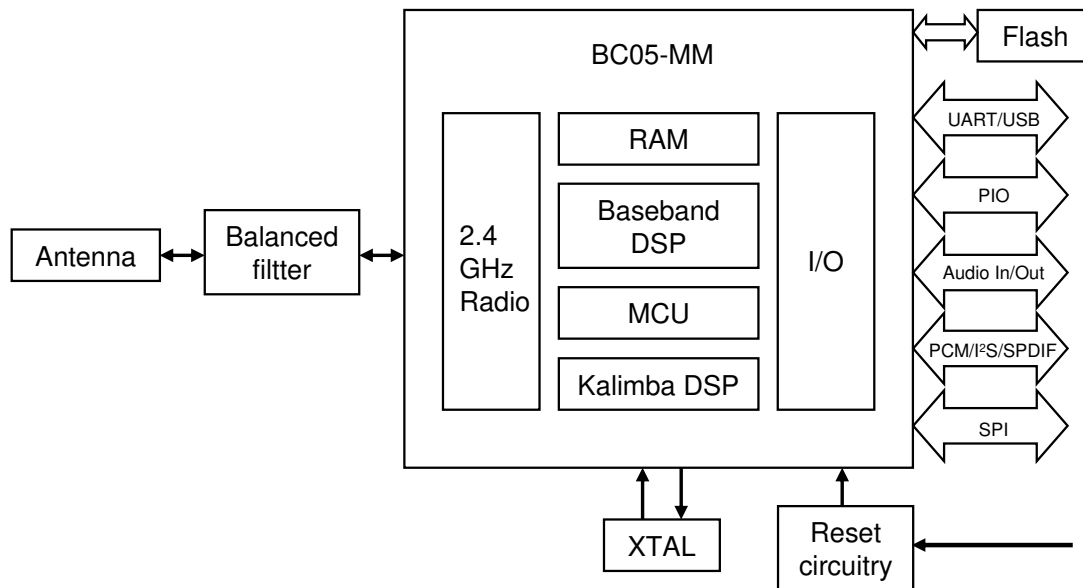 BC05-MM
Flash
UART/USB
RAM
PIO
Baseband
DSP
Antenna
Balanced
filtter
2.4
GHz
Radio
I/O
Audio In/Out
MCU
PCM/I²S/SPDIF
Kalimba DSP
SPI
XTAL
Reset
circuitry